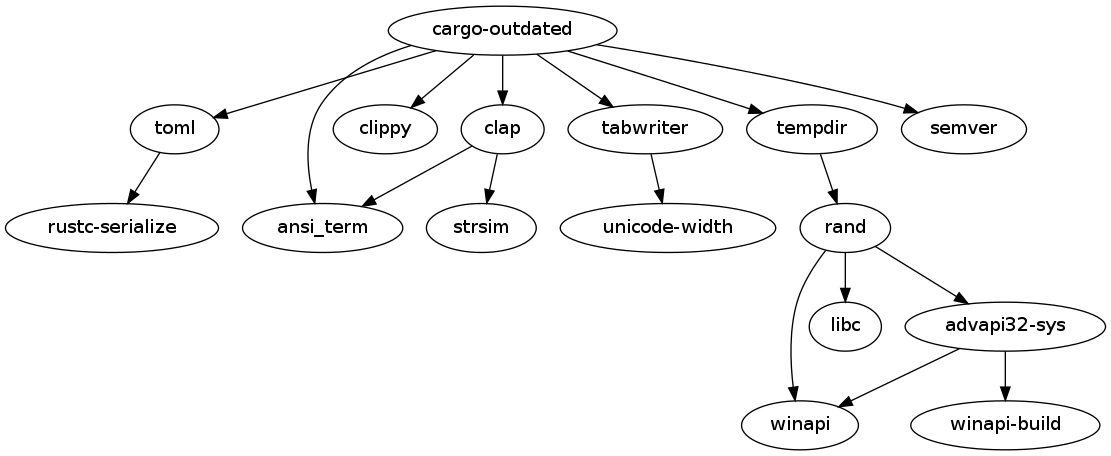 cargo-outdated
toml
clippy
clap
tabwriter
tempdir
semver
rustc-serialize
ansi_term
strsim
unicode-width
rand
libc
advapi32-sys
winapi
winapi-build